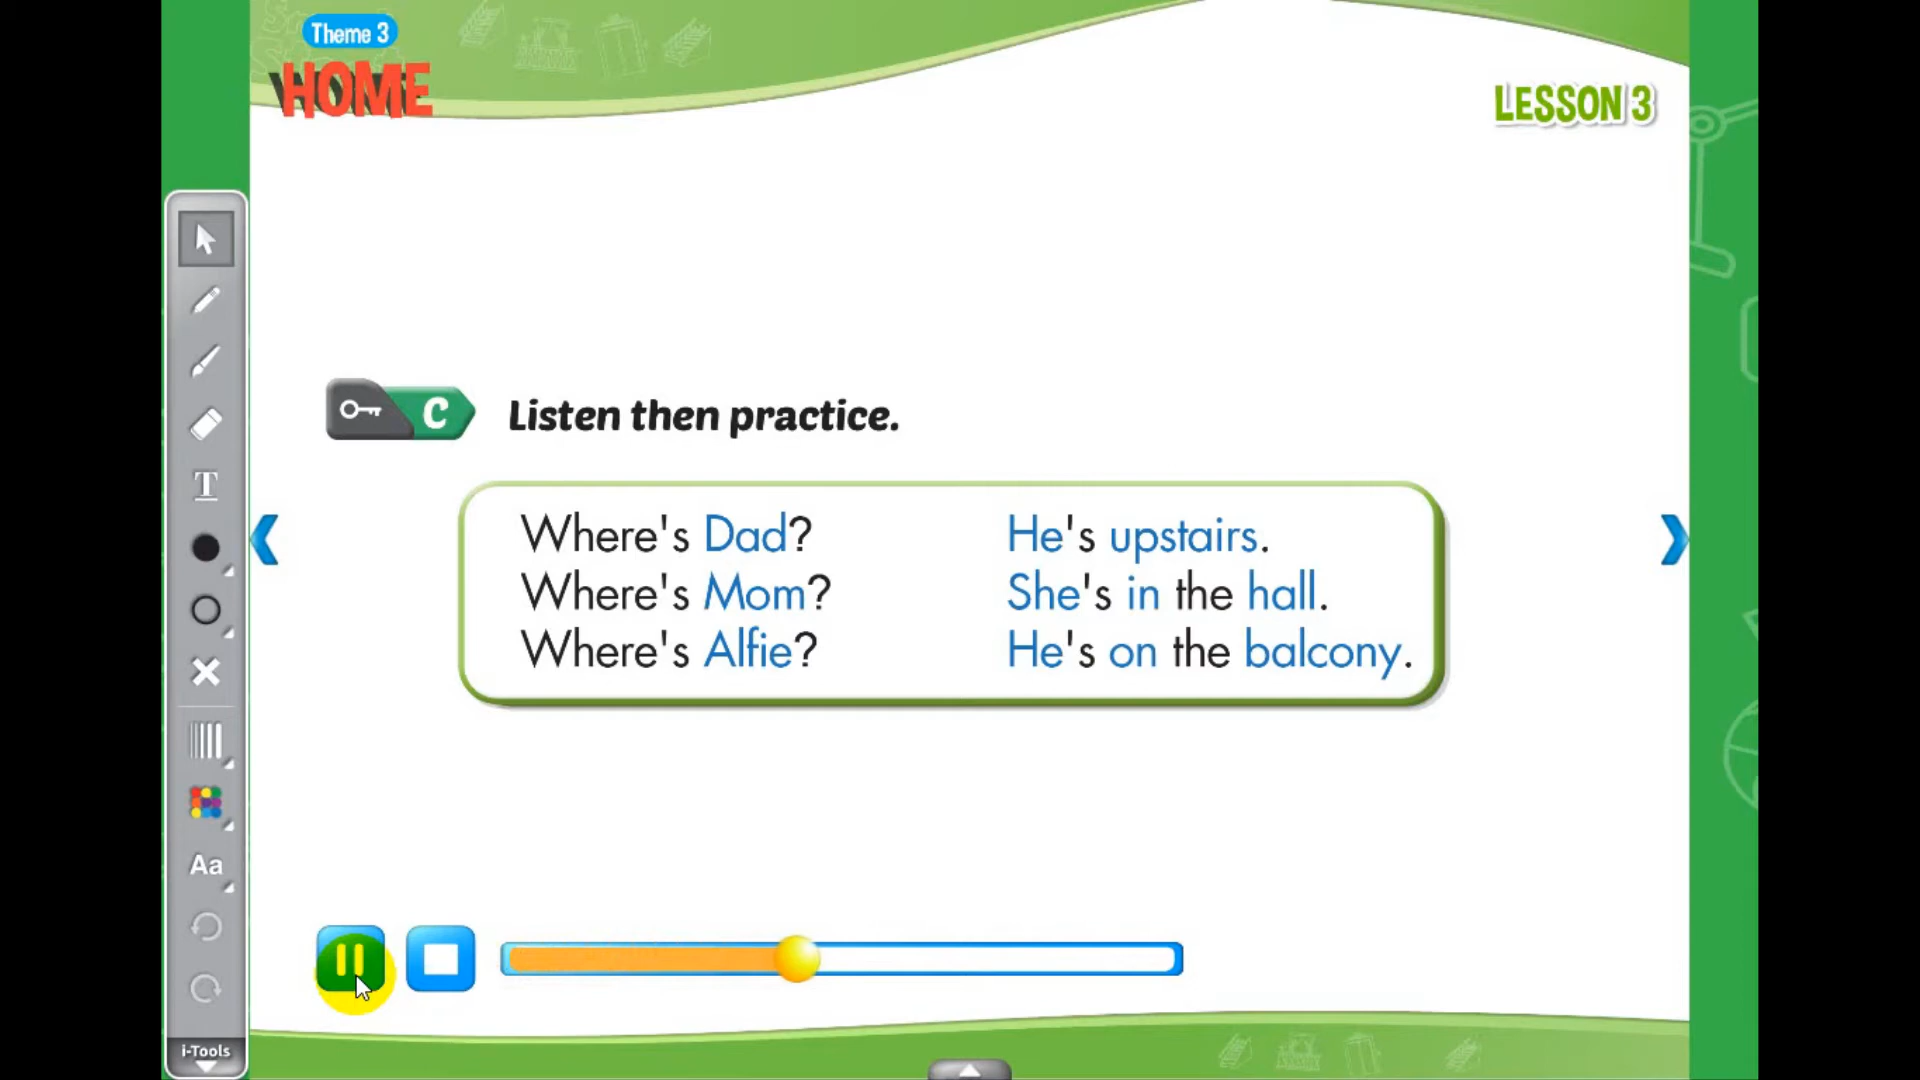 Theme 3
HOME
LESSON 3
C Listen then practice.
Where's Dad? He's upstairs.
Where's Mom? She's in the hall.
Where's Alfie? He's on the balcony.
T
Aa
i-Tools